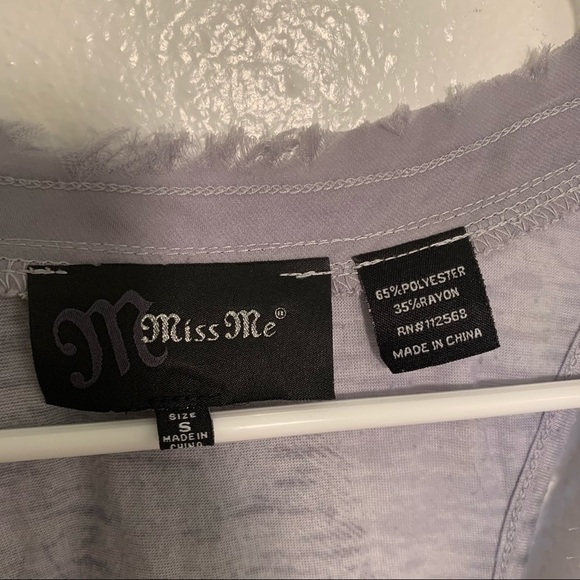 M
Miss Me®
SIZE
S
MADE IN
CHINA
65% POLYESTER
35% RAYON
RN# 112568
MADE IN CHINA